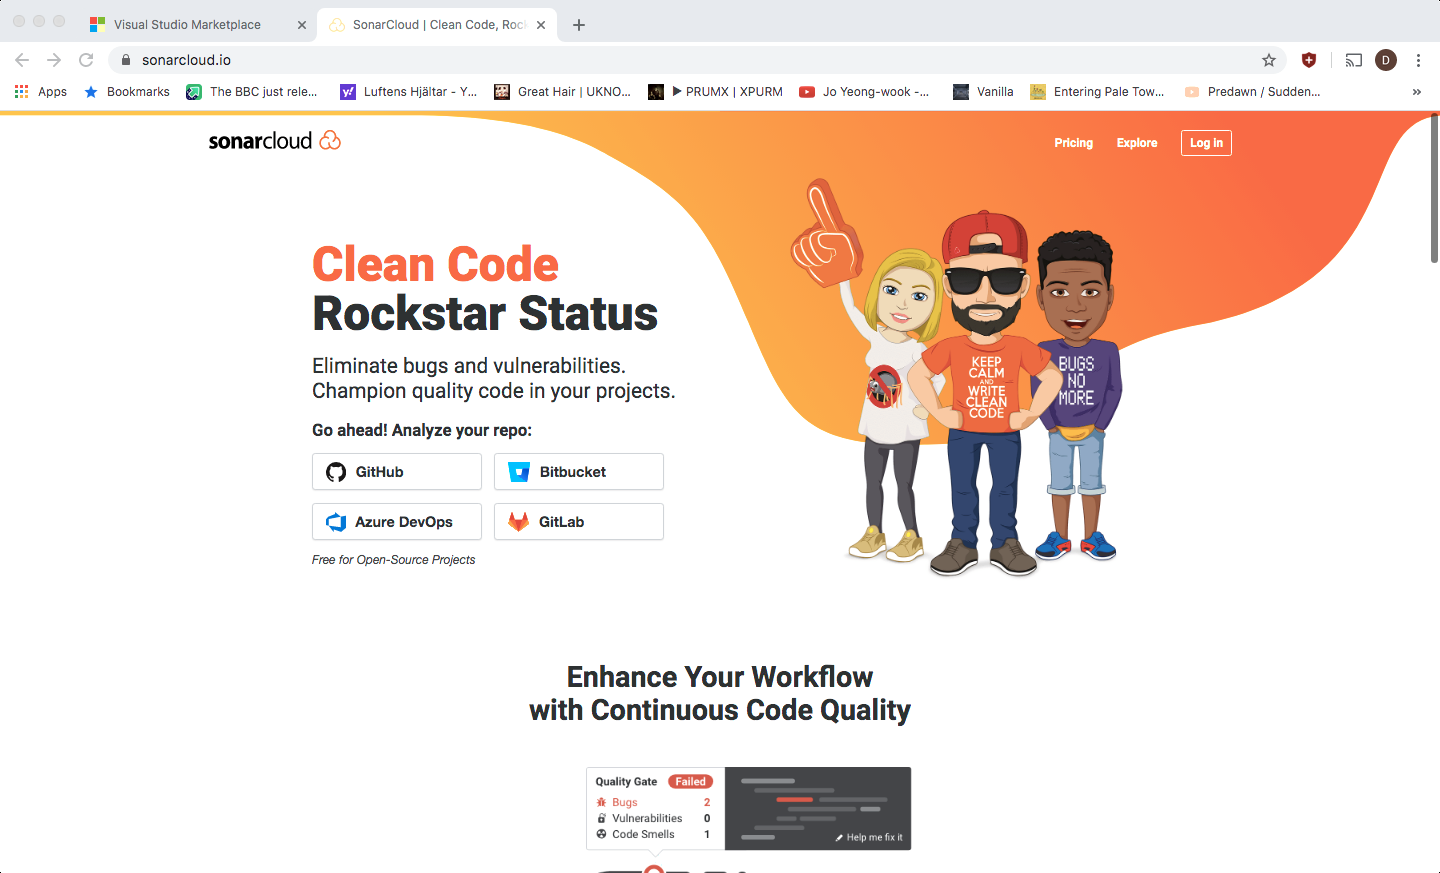 Visual Studio Marketplace
SonarCloud | Clean Code, Roc
sonarcloud.io
D
Apps
Bookmarks
The BBC just rele...
Luftens Hjältar - Y...
Great Hair | UKNO...
▶ PRUMX | XPURM
Jo Yeong-wook -...
Vanilla
Entering Pale Tow...
Predawn / Sudden...
»
sonarcloud
Pricing
Explore
Log in
Clean Code
Rockstar Status
Eliminate bugs and vulnerabilities.
Champion quality code in your projects.
Go ahead! Analyze your repo:
GitHub
Bitbucket
Azure DevOps
GitLab
Free for Open-Source Projects
KEEP
CALM
AND
WRITE
CLEAN
CODE
BUGS
NO
MORE
Enhance Your Workflow
with Continuous Code Quality
Quality Gate Failed
Bugs 2
Vulnerabilities 0
Code Smells 1
Help me fix it